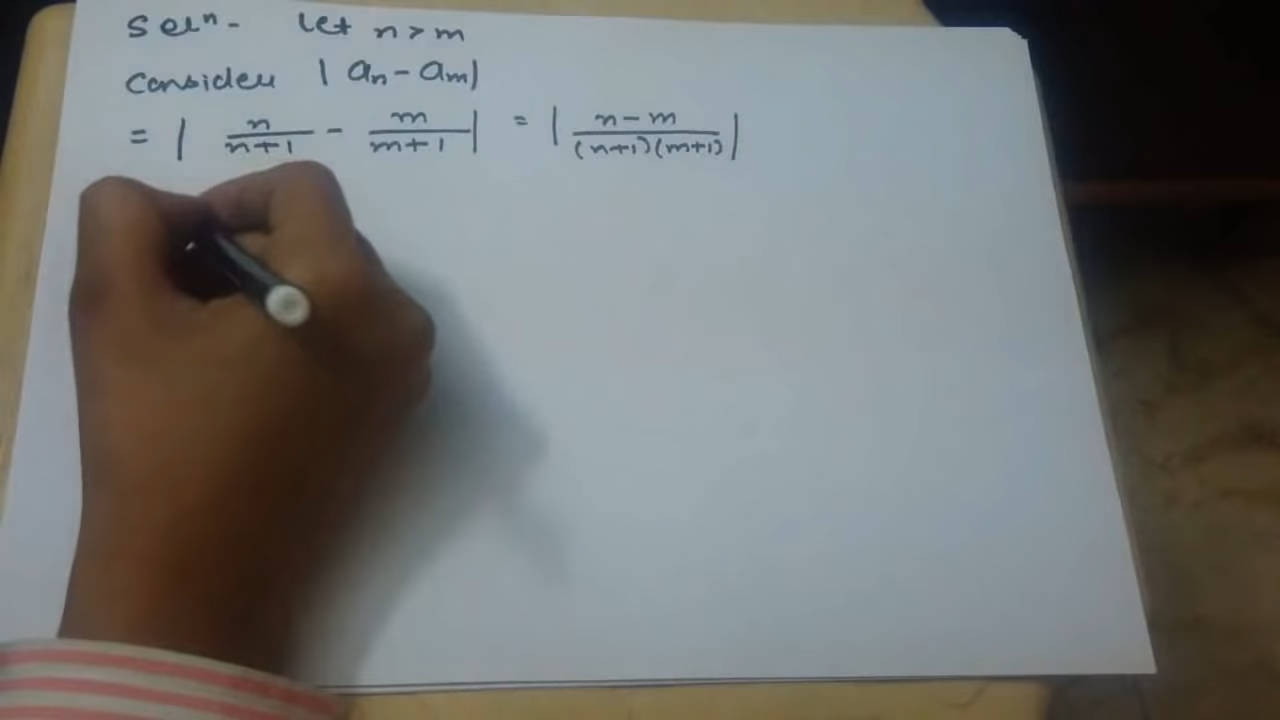 Solⁿ- Let n>m
Consider | aₙ - aₘ|
= | n/(n+1) - m/(m+1) | = | (n-m)/((n+1)(m+1)) |